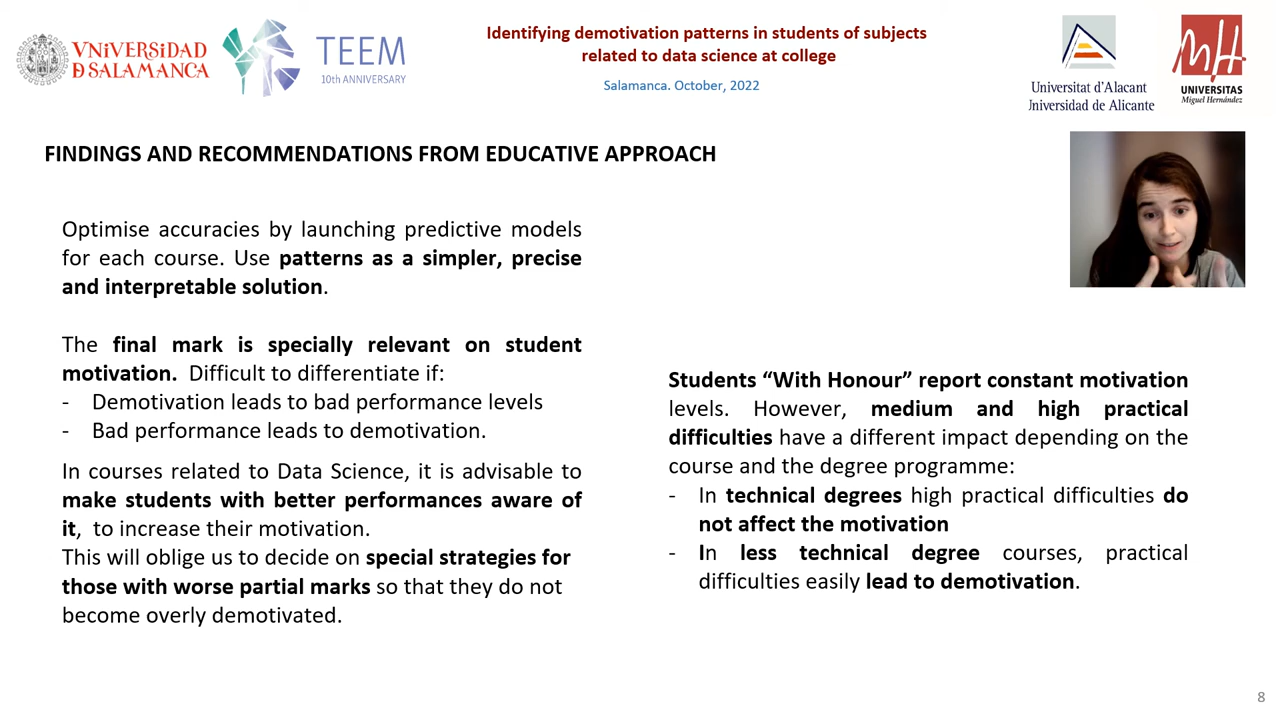 VNiVERSiDAD
D SALAMANCA
TEEM
10th ANNIVERSARY
Identifying demotivation patterns in students of subjects
related to data science at college
Salamanca. October, 2022
Universitat d'Alacant
Universidad de Alicante
UNIVERSITAS
Miguel Hernández
FINDINGS AND RECOMMENDATIONS FROM EDUCATIVE APPROACH
Optimise accuracies by launching predictive models
for each course. Use patterns as a simpler, precise
and interpretable solution.
The final mark is specially relevant on student
motivation. Difficult to differentiate if:
- Demotivation leads to bad performance levels
- Bad performance leads to demotivation.
In courses related to Data Science, it is advisable to
make students with better performances aware of
it, to increase their motivation.
This will oblige us to decide on special strategies for
those with worse partial marks so that they do not
become overly demotivated.
Students “With Honour” report constant motivation
levels. However, medium and high practical
difficulties have a different impact depending on the
course and the degree programme:
- In technical degrees high practical difficulties do
not affect the motivation
- In less technical degree courses, practical
difficulties easily lead to demotivation.
8